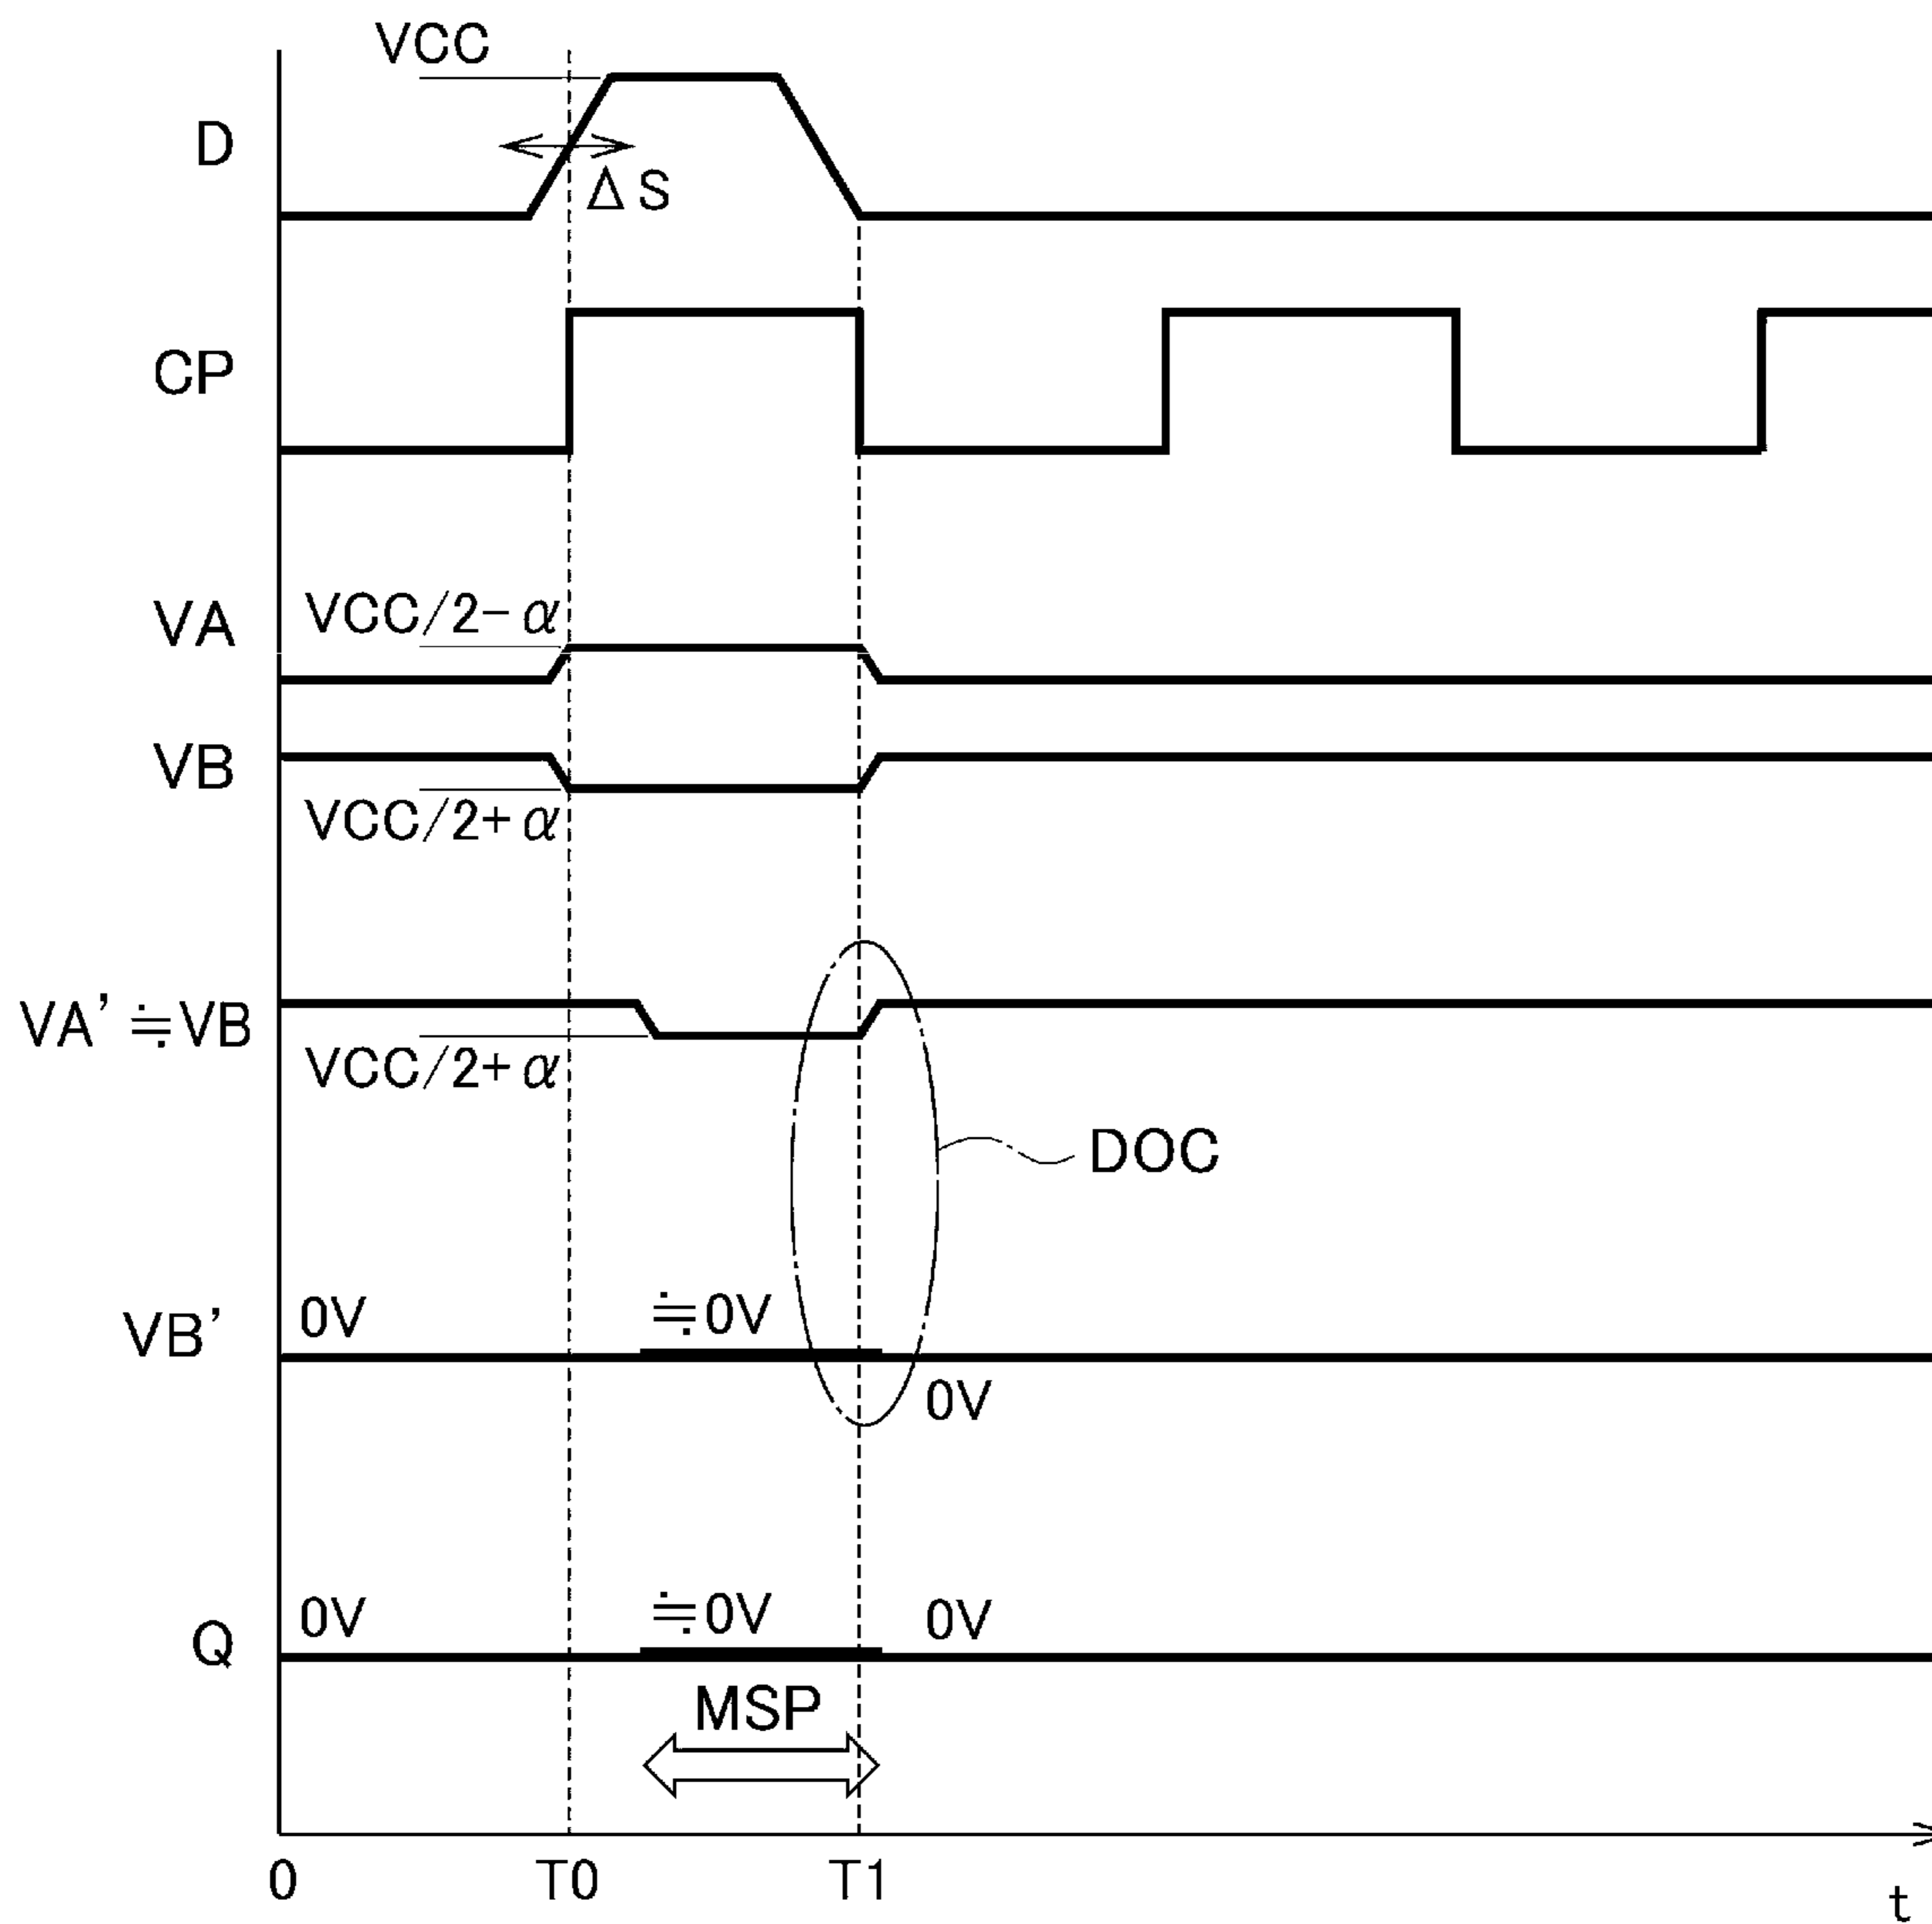 VCC
D
ΔS
CP
VCC/2-α
VA
VB
VCC/2+α
VA'≒VB
VCC/2+α
DOC
0V ≒0V
VB'
0V
0V ≒0V 0V
Q
MSP
0 T0 T1
t